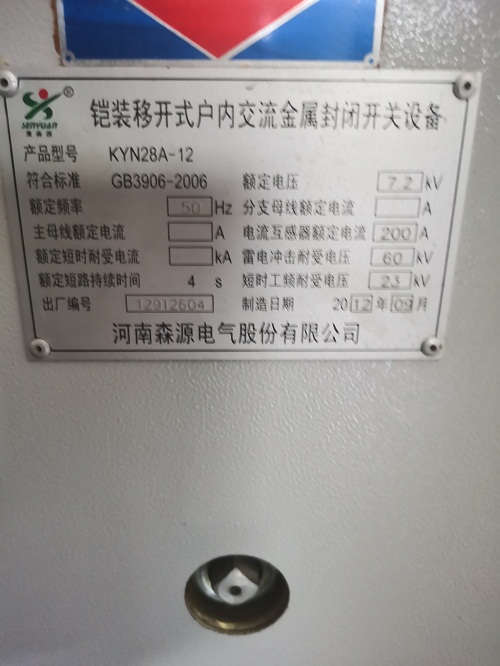 SENYUAN ®
铠装移开式户内交流金属封闭开关设备
产品型号 KYN28A-12
符合标准 GB3906-2006 额定电压 7.2 kV
额定频率 50 Hz 分支母线额定电流 A
主母线额定电流 A 电流互感器额定电流 200 A
额定短时耐受电流 kA 雷电冲击耐受电压 60 kV
额定短路持续时间 4 s 短时工频耐受电压 23 kV
出厂编号 12912604 制造日期 2012年09月
河南森源电气股份有限公司